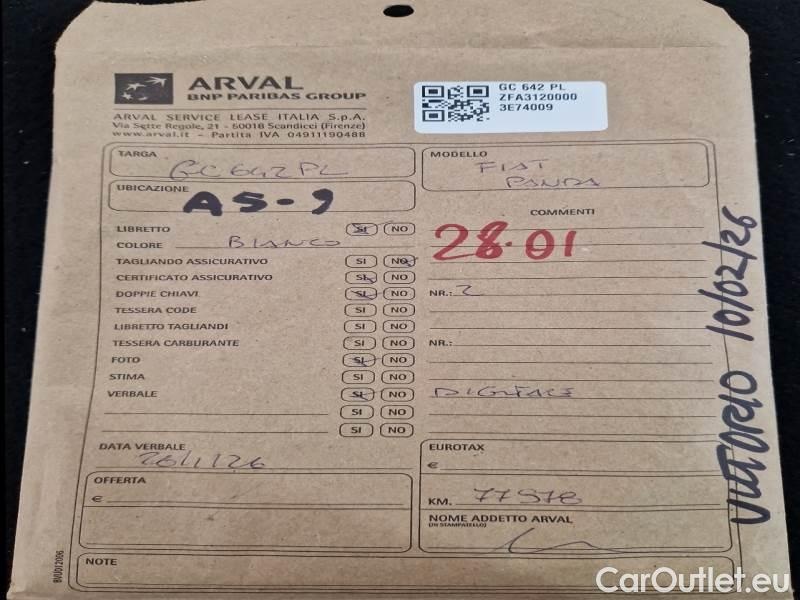 ARVAL
BNP PARIBAS GROUP
ARVAL SERVICE LEASE ITALIA S.p.A.
Via Sette Regole, 21 - 50018 Scandicci (Firenze)
www.arval.it - Partita IVA 04911190488
GC 642 PL
ZFA3120000
3E74009
TARGA GC642PL
MODELLO FIAT PANDA
UBICAZIONE A5-9
COMMENTI
LIBRETTO SI NO
28.01
COLORE BIANCO
TAGLIANDO ASSICURATIVO SI NO
CERTIFICATO ASSICURATIVO SI NO
DOPPIE CHIAVI SI NO NR.: 2
TESSERA CODE SI NO
LIBRETTO TAGLIANDI SI NO
TESSERA CARBURANTE SI NO NR.:
FOTO SI NO
STIMA SI NO
VERBALE SI NO DIGITALE
SI NO
SI NO
DATA VERBALE 26/1/26
EUROTAX
€
OFFERTA
€
KM. 77978
NOME ADDETTO ARVAL
(IN STAMPATELLO)
NOTE
VITTORIO 10/02/26
CarOutlet.eu